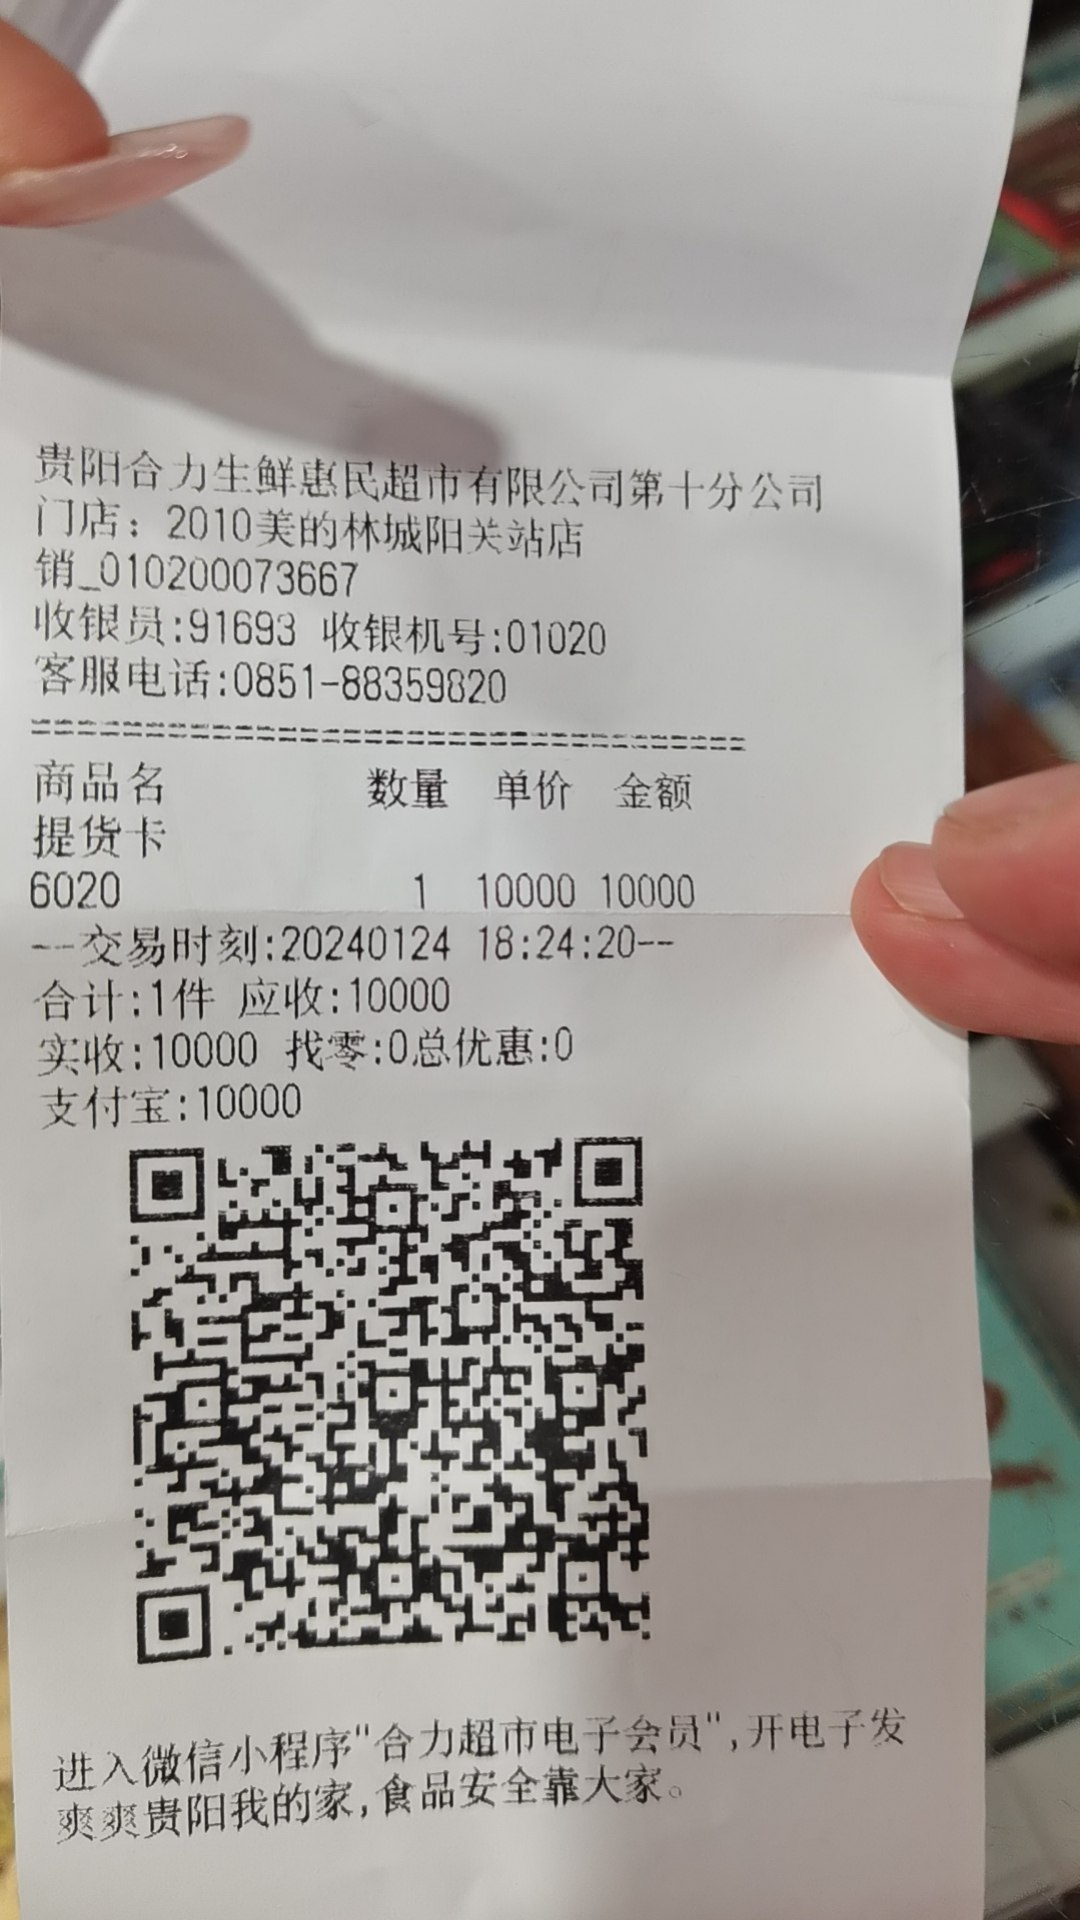 贵阳合力生鲜惠民超市有限公司第十分公司
门店：2010美的林城阳关站店
销_010200073667
收银员:91693 收银机号:01020
客服电话:0851-88359820
商品名 数量 单价 金额
提货卡
6020 1 10000 10000
--交易时刻:20240124 18:24:20--
合计:1件 应收:10000
实收:10000 找零:0总优惠:0
支付宝:10000
进入微信小程序"合力超市电子会员",开电子发
爽爽贵阳我的家,食品安全靠大家。